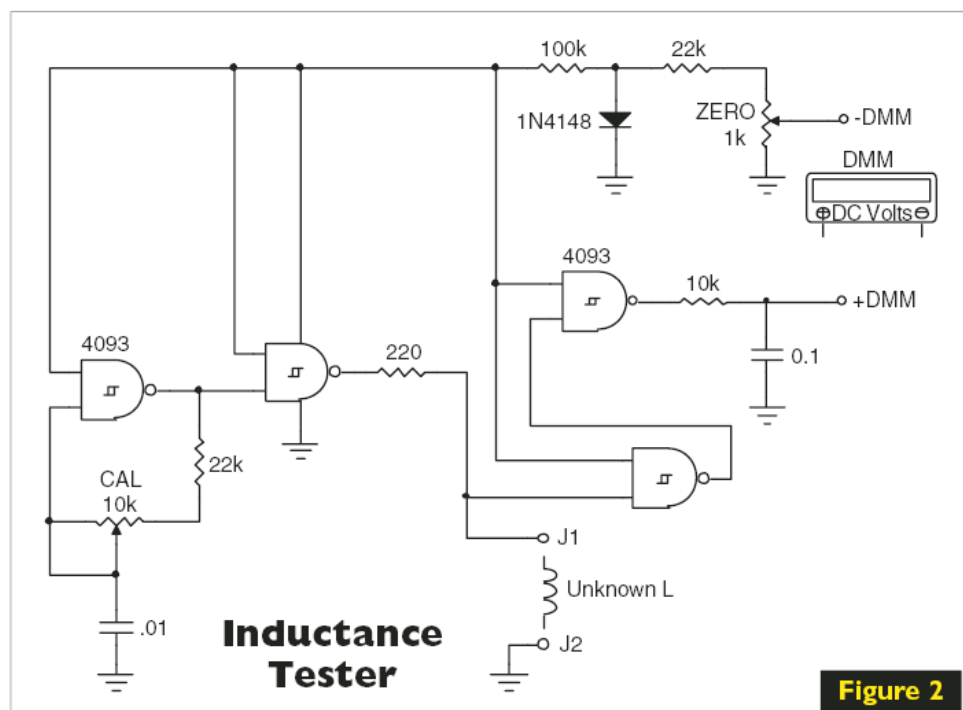 100k
22k
1N4148
ZERO
1k
-DMM
DMM
DC Volts
4093
10k
+DMM
0.1
4093
220
22k
CAL
10k
.01
J1
Unknown L
J2
Inductance
Tester
Figure 2